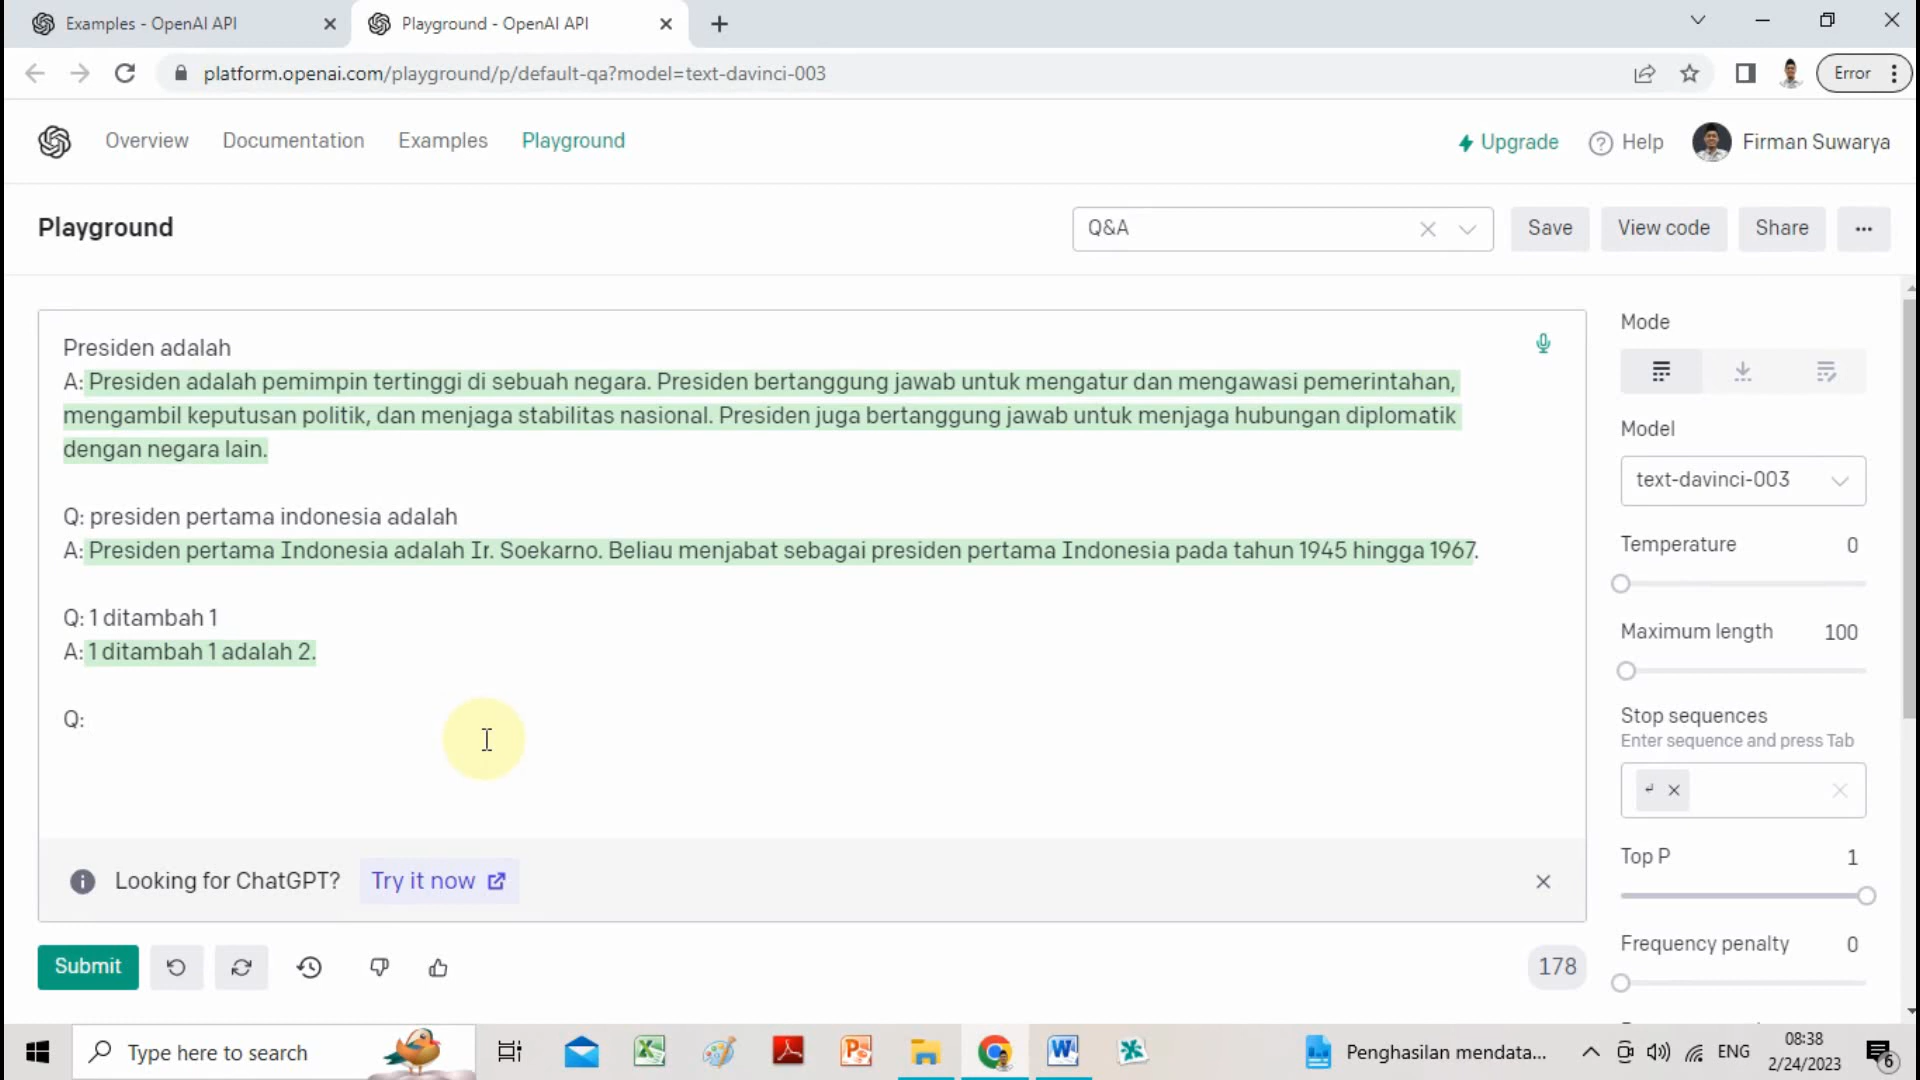 Examples - OpenAI API
Playground - OpenAI API
platform.openai.com/playground/p/default-qa?model=text-davinci-003
Error
Overview
Documentation
Examples
Playground
Upgrade
Help
Firman Suwarya
Playground
Q&A
Save
View code
Share
Presiden adalah
A: Presiden adalah pemimpin tertinggi di sebuah negara. Presiden bertanggung jawab untuk mengatur dan mengawasi pemerintahan,
mengambil keputusan politik, dan menjaga stabilitas nasional. Presiden juga bertanggung jawab untuk menjaga hubungan diplomatik
dengan negara lain.
Q: presiden pertama indonesia adalah
A: Presiden pertama Indonesia adalah Ir. Soekarno. Beliau menjabat sebagai presiden pertama Indonesia pada tahun 1945 hingga 1967.
Q: 1 ditambah 1
A: 1 ditambah 1 adalah 2.
Q:
Looking for ChatGPT?
Try it now
Submit
178
Mode
Model
text-davinci-003
Temperature 0
Maximum length 100
Stop sequences
Enter sequence and press Tab
Top P 1
Frequency penalty 0
Type here to search
Penghasilan mendata...
ENG
08:38
2/24/2023
6